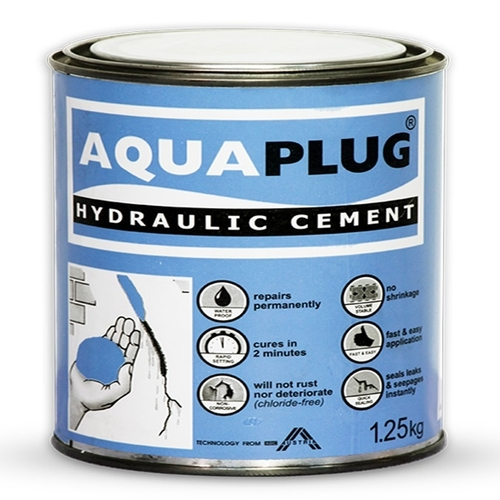 AQUAPLUG®
HYDRAULIC CEMENT
WATER PROOF
repairs
permanently
VOLUME STABLE
no
shrinkage
RAPID SETTING
cures in
2 minutes
FAST & EASY
fast & easy
application
NON-CORROSIVE
will not rust
nor deteriorate
(chloride-free)
QUICK SEALING
seals leaks
& seepages
instantly
TECHNOLOGY FROM
1.25kg